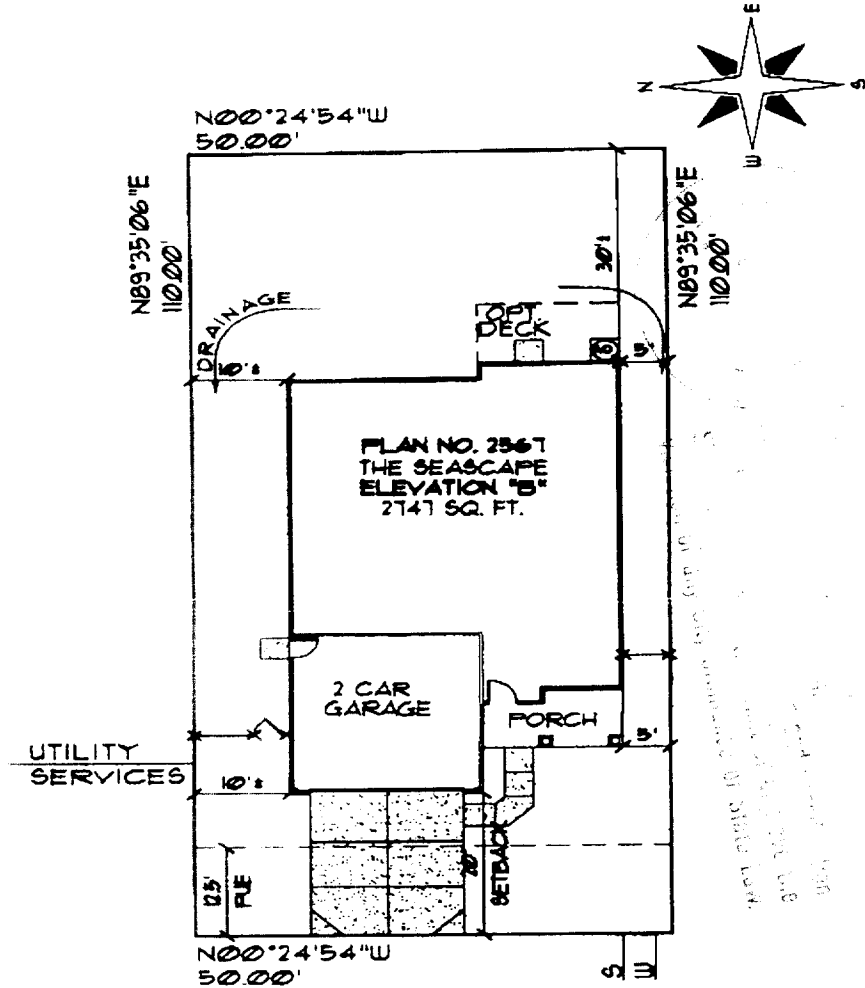 E
N
S
W
N00°24'54"W
50.00'
N89°35'06"E
110.00'
N89°35'06"E
110.00'
30'±
DRAINAGE
OPT.
DECK
10'±
5'
PLAN NO. 2567
THE SEASCAPE
ELEVATION "B"
2747 SQ. FT.
2 CAR
GARAGE
PORCH
UTILITY
SERVICES
5'
10'±
12.5'
PUE
SETBACK
N00°24'54"W
50.00'
S
W